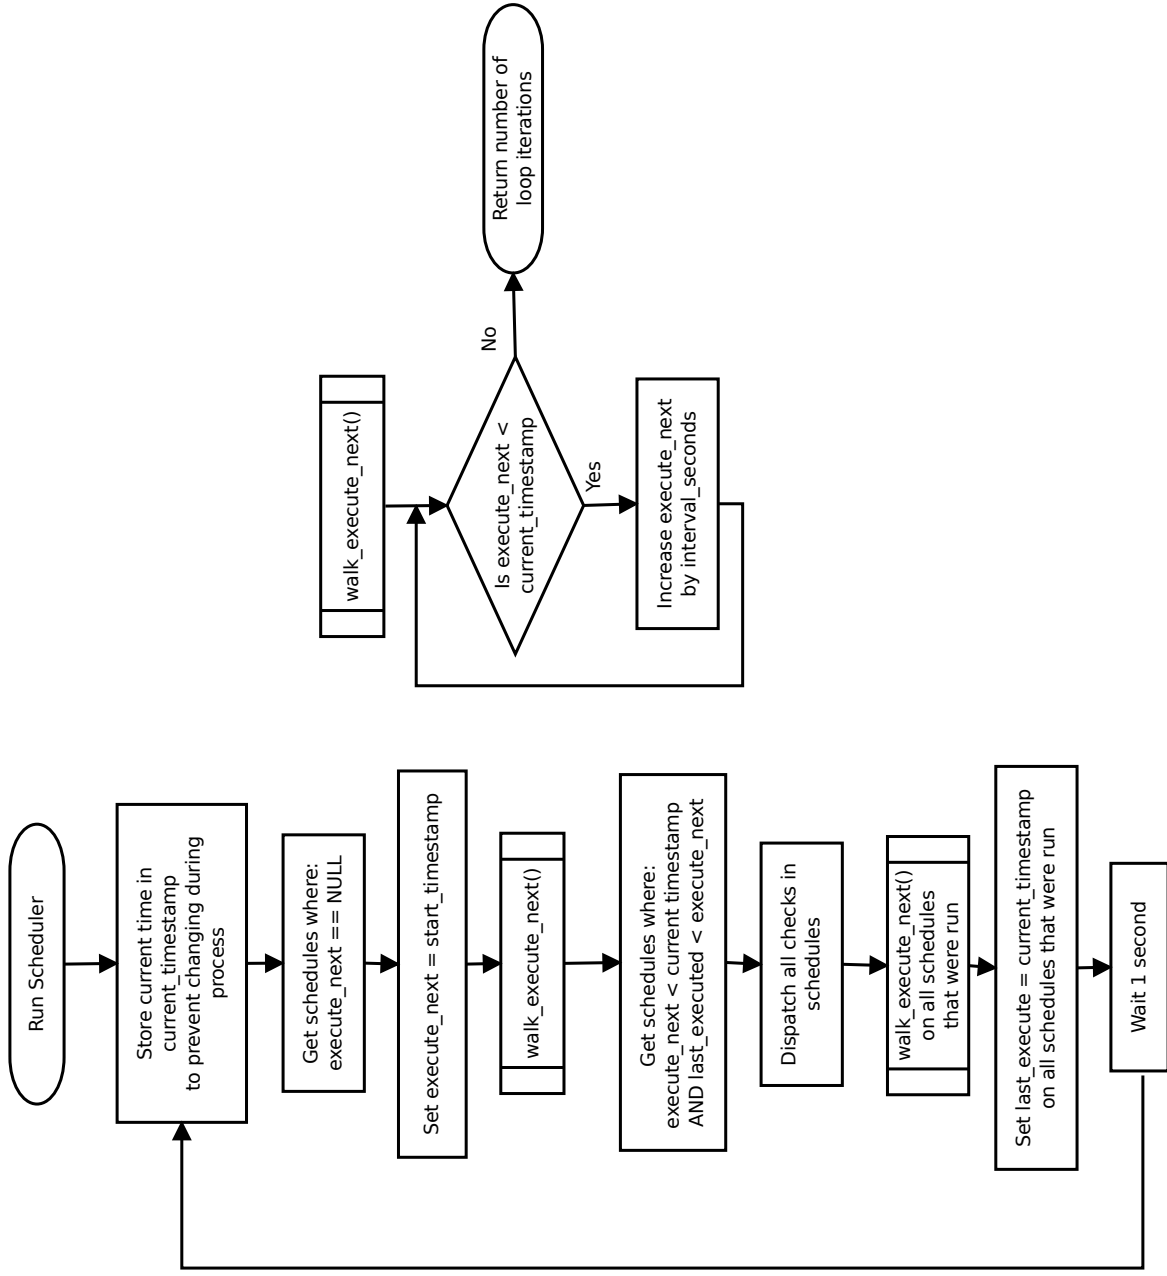 Run Scheduler
Store current time in
current_timestamp
to prevent changing during
process
Get schedules where:
execute_next == NULL
Set execute_next = start_timestamp
walk_execute_next()
Get schedules where:
execute_next < current timestamp
AND last_executed < execute_next
Dispatch all checks in
schedules
walk_execute_next()
on all schedules
that were run
Set last_execute = current_timestamp
on all schedules that were run
Wait 1 second
walk_execute_next()
Is execute_next <
current_timestamp
No
Return number of
loop iterations
Yes
Increase execute_next
by interval_seconds